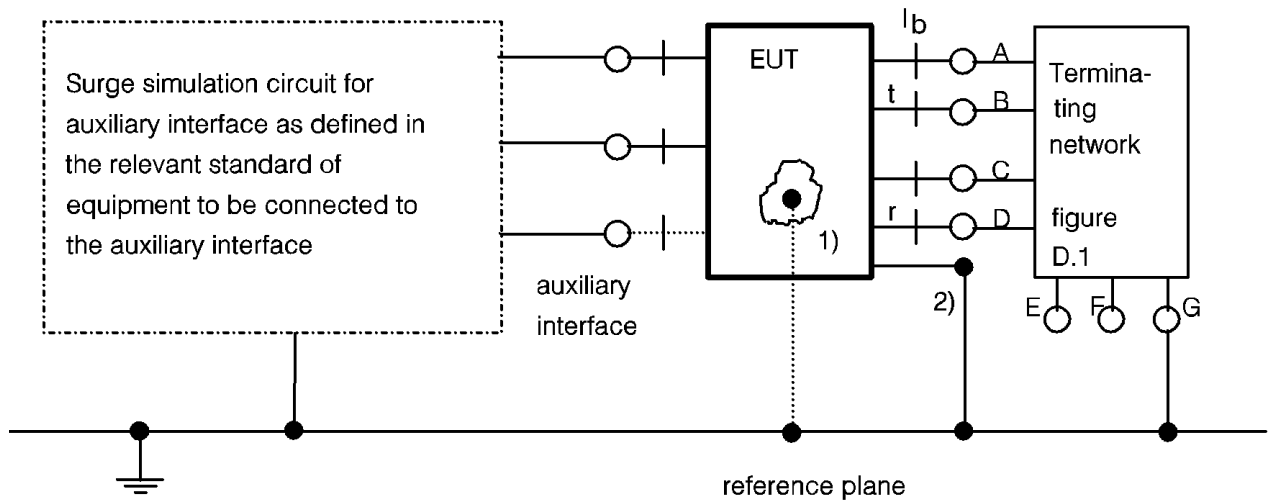 Surge simulation circuit for
auxiliary interface as defined in
the relevant standard of
equipment to be connected to
the auxiliary interface
auxiliary
interface
EUT
1)
Ib
t
r
2)
A
B
C
D
Termina-
ting
network
figure
D.1
E
F
G
reference plane